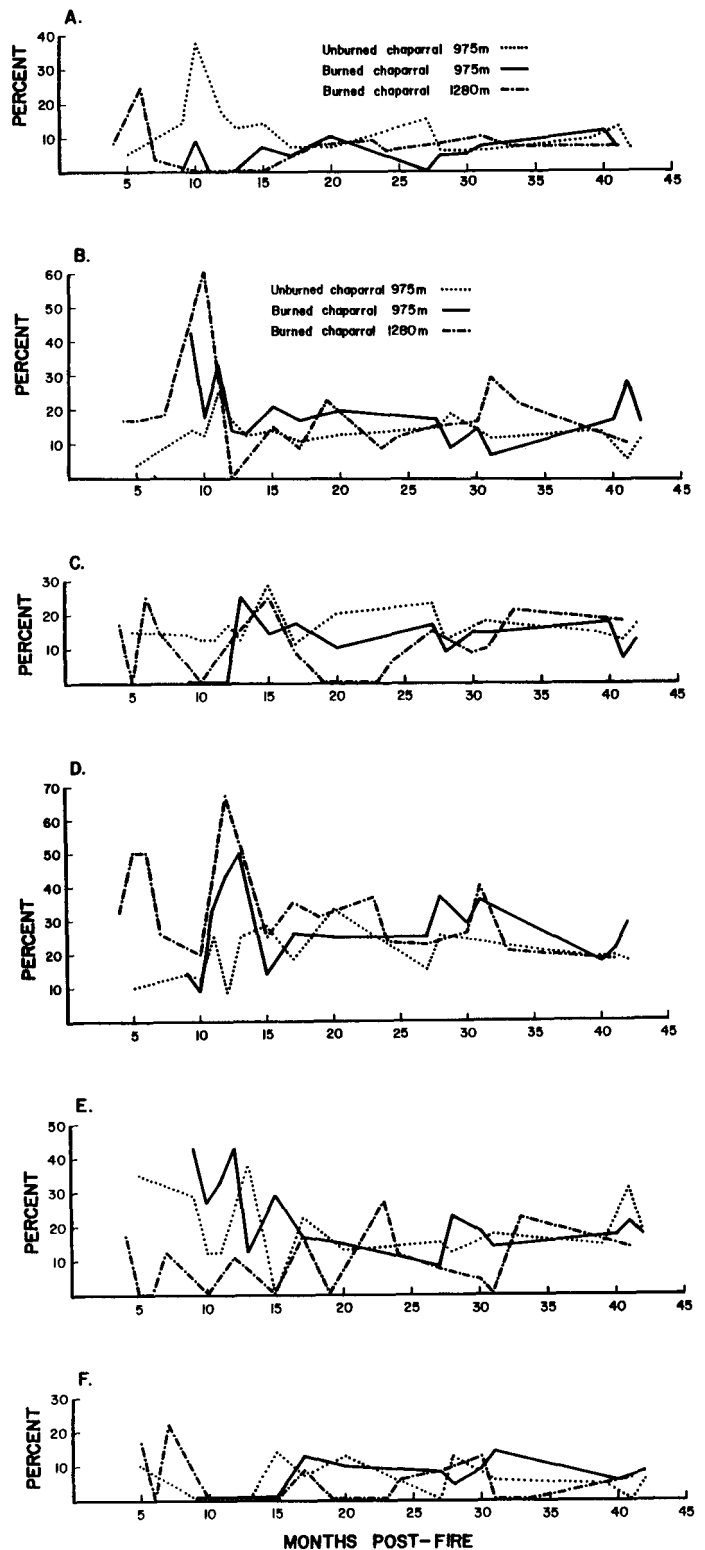 A.
PERCENT
40
30
20
10
Unburned chaparral 975m
Burned chaparral 975m
Burned chaparral 1280m
5 10 15 20 25 30 35 40 45
B.
PERCENT
60
50
40
30
20
10
Unburned chaparral 975m
Burned chaparral 975m
Burned chaparral 1280m
5 10 15 20 25 30 35 40 45
C.
PERCENT
30
20
10
5 10 15 20 25 30 35 40 45
D.
PERCENT
70
60
50
40
30
20
10
5 10 15 20 25 30 35 40 45
E.
PERCENT
50
40
30
20
10
5 10 15 20 25 30 35 40 45
F.
PERCENT
30
20
10
5 10 15 20 25 30 35 40 45
MONTHS POST-FIRE